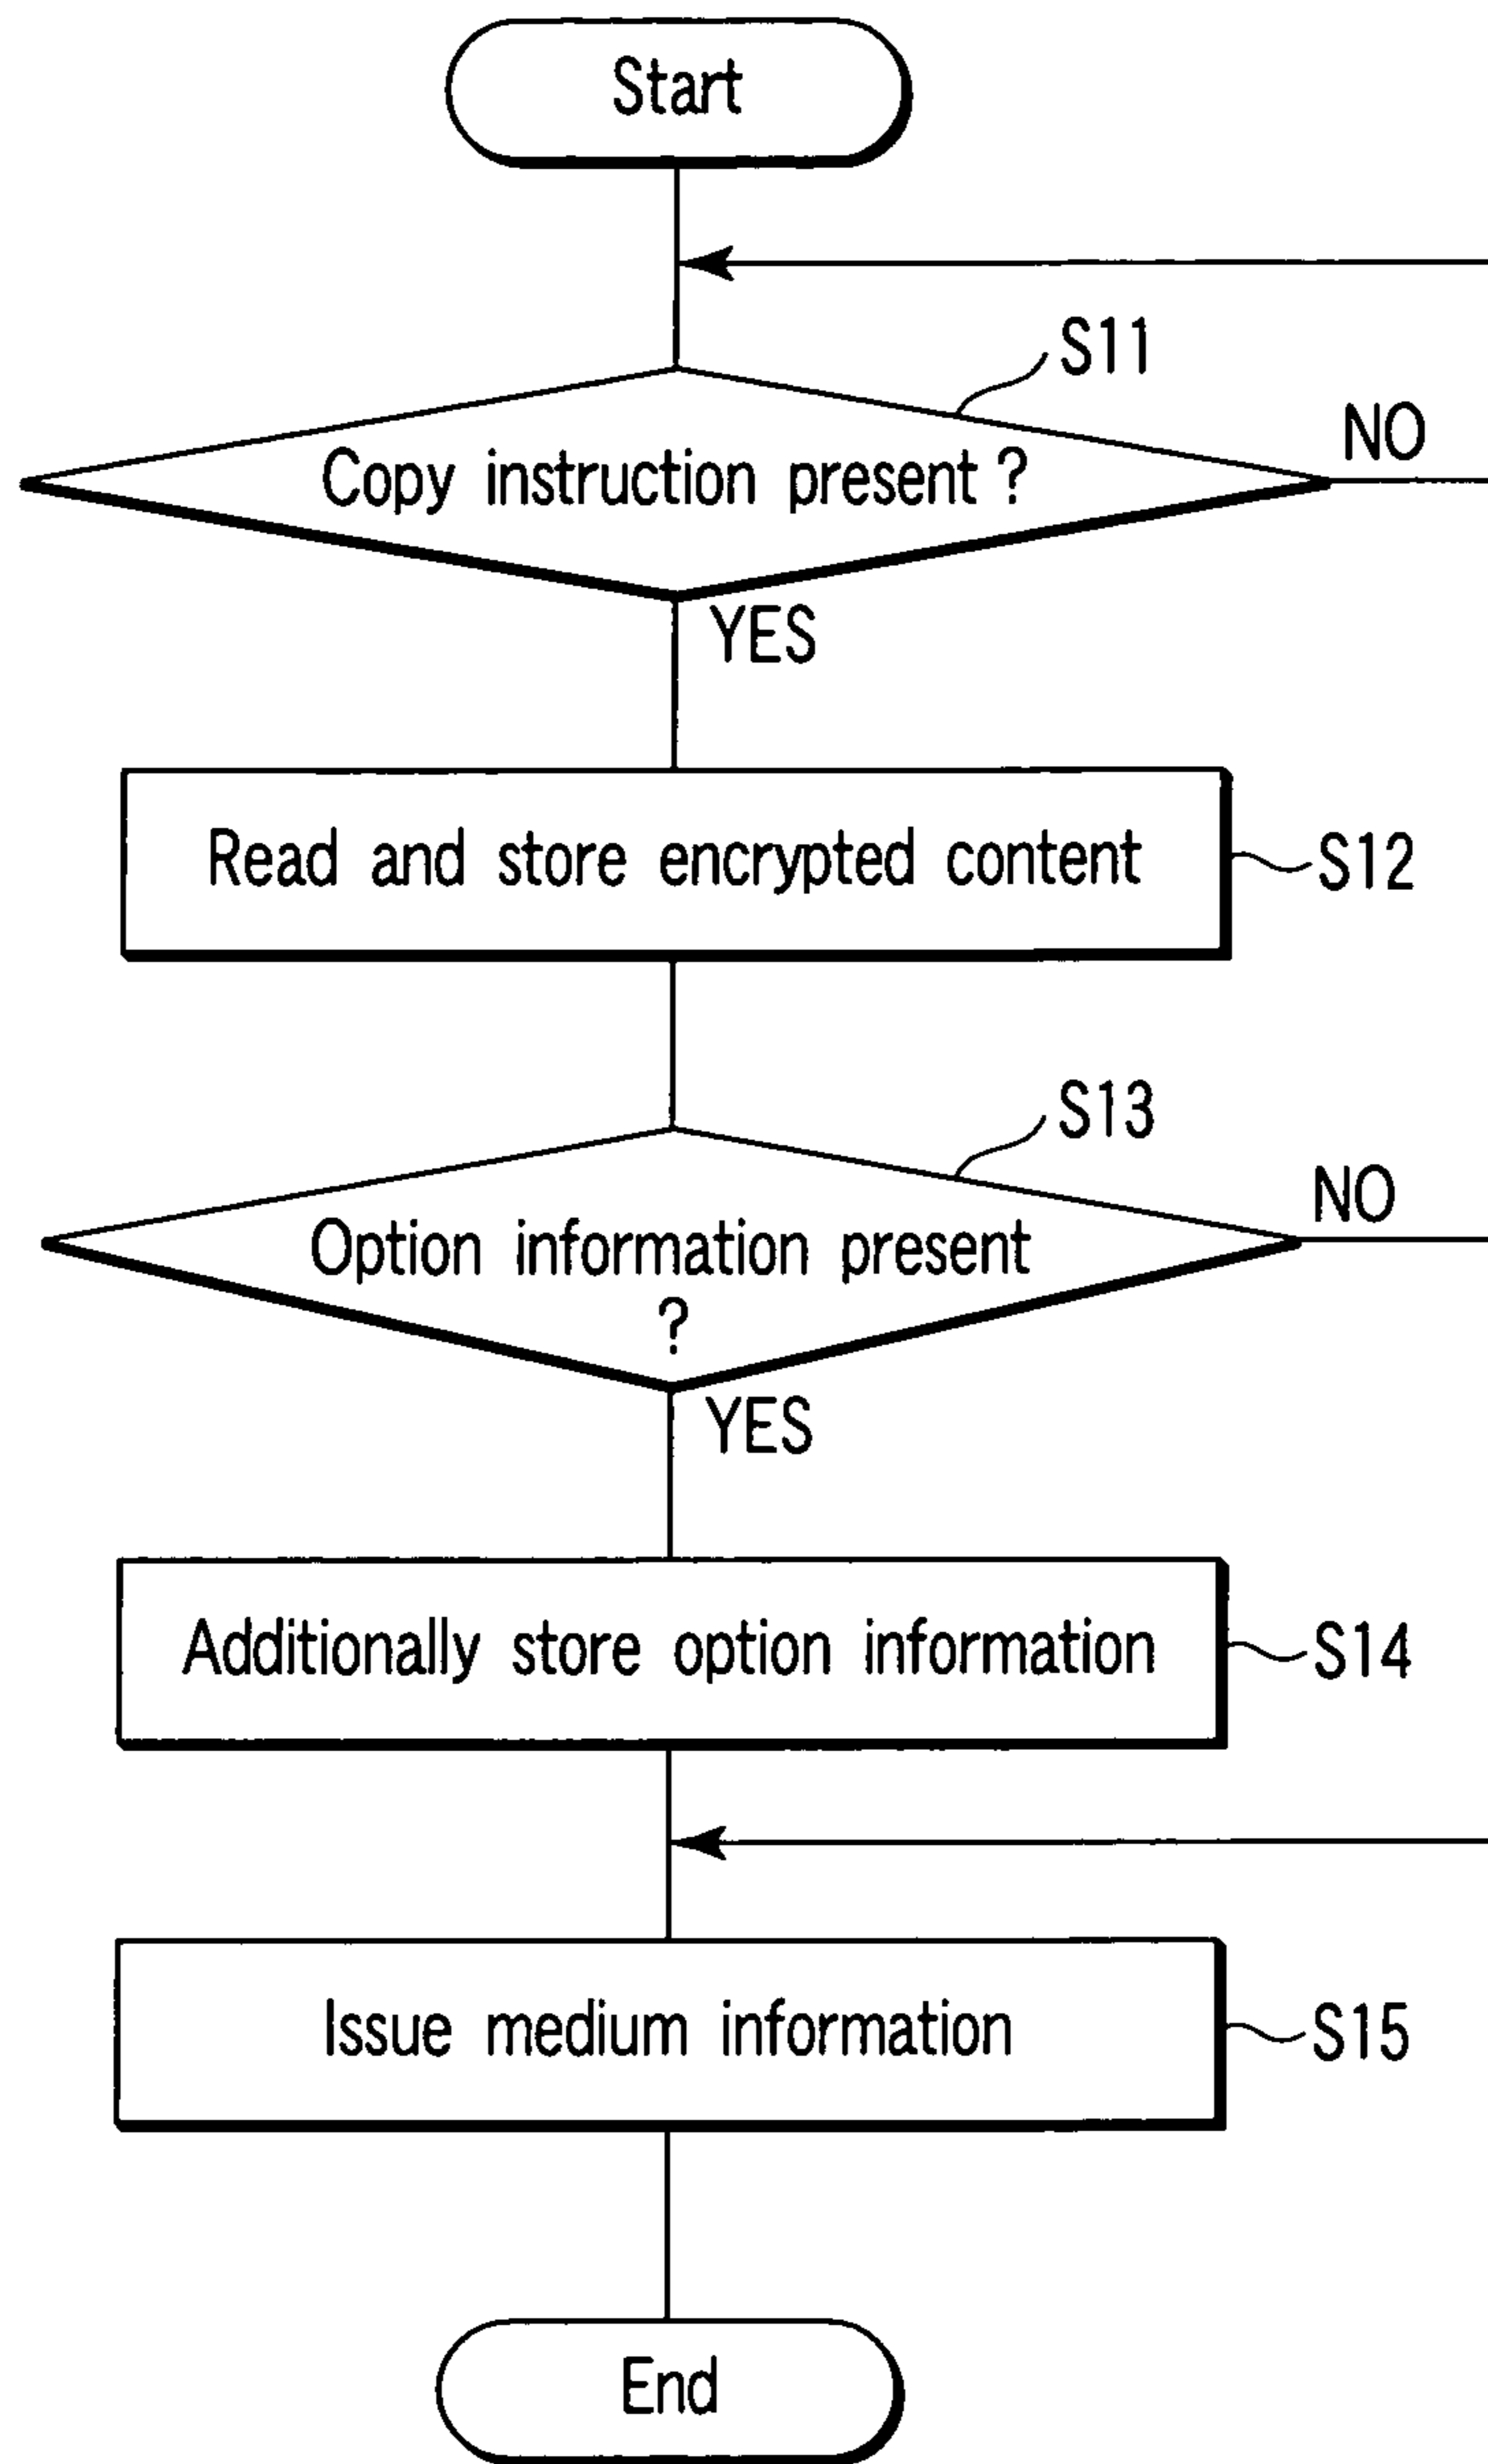 Start
S11
NO
Copy instruction present ?
YES
Read and store encrypted content
S12
S13
NO
Option information present
?
YES
Additionally store option information
S14
Issue medium information
S15
End